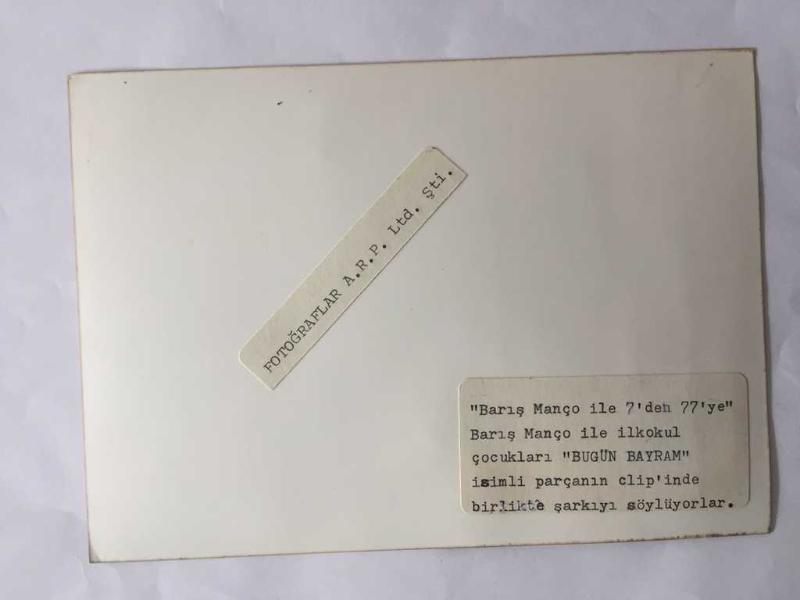 FOTOĞRAFLAR A.R.P. Ltd. Şti.
"Barış Manço ile 7'den 77'ye"
Barış Manço ile ilkokul
çocukları "BUGÜN BAYRAM"
isimli parçanın clip'inde
birlikte şarkıyı söylüyorlar.